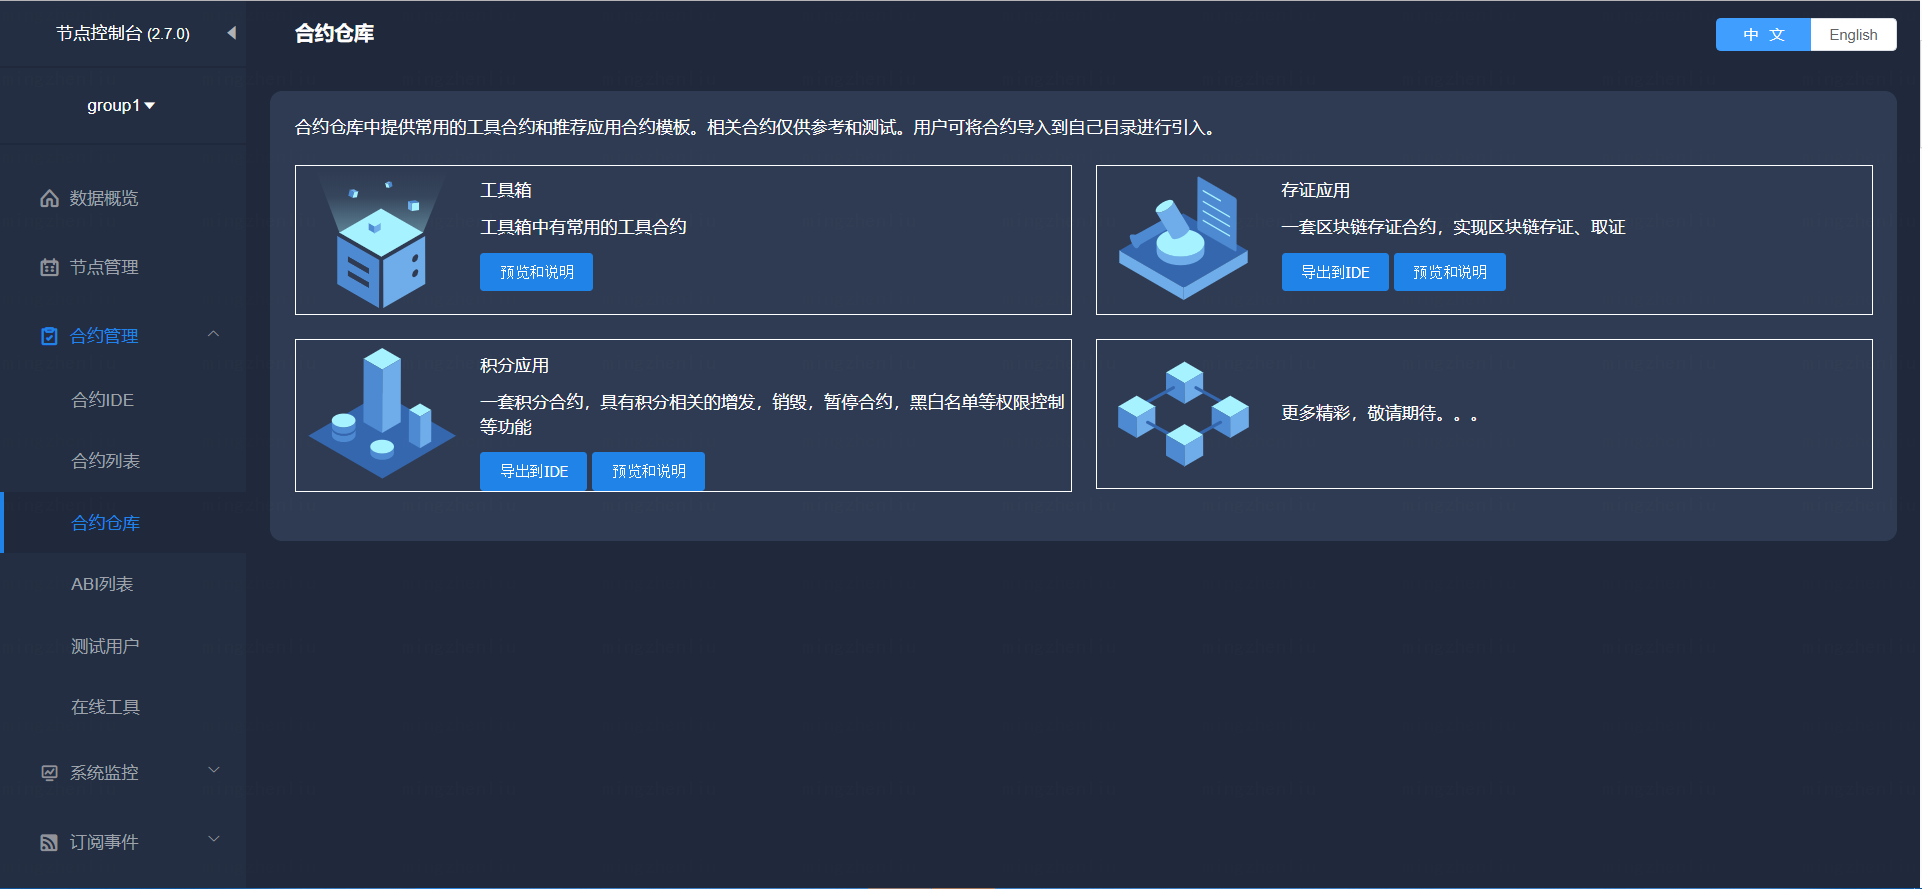 节点控制台 (2.7.0)
group1
数据概览
节点管理
合约管理
合约IDE
合约列表
合约仓库
ABI列表
测试用户
在线工具
系统监控
订阅事件
合约仓库
中 文
English
合约仓库中提供常用的工具合约和推荐应用合约模板。相关合约仅供参考和测试。用户可将合约导入到自己目录进行引入。
工具箱
工具箱中有常用的工具合约
预览和说明
存证应用
一套区块链存证合约，实现区块链存证、取证
导出到IDE
预览和说明
积分应用
一套积分合约，具有积分相关的增发，销毁，暂停合约，黑白名单等权限控制
等功能
导出到IDE
预览和说明
更多精彩，敬请期待。。。